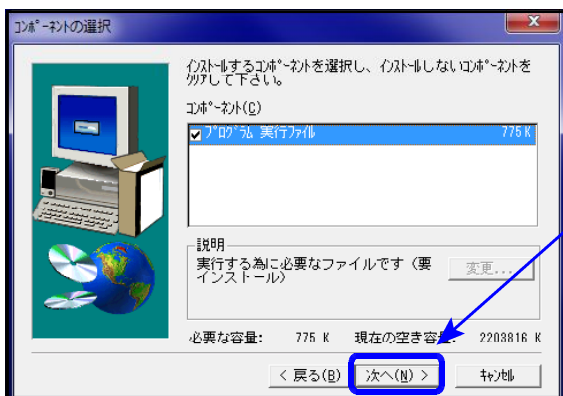 ｺﾝﾎﾟｰﾈﾝﾄの選択
ｲﾝｽﾄｰﾙするｺﾝﾎﾟｰﾈﾝﾄを選択し、ｲﾝｽﾄｰﾙしないｺﾝﾎﾟｰﾈﾝﾄを
ｸﾘｱして下さい。
ｺﾝﾎﾟｰﾈﾝﾄ(C)
ﾌﾟﾛｸﾞﾗﾑ 実行ﾌｧｲﾙ 775 K
説明
実行する為に必要なファイルです（要
インストール）
変更...
必要な容量: 775 K 現在の空き容量: 2203816 K
< 戻る(B) 次へ(N) > ｷｬﾝｾﾙ